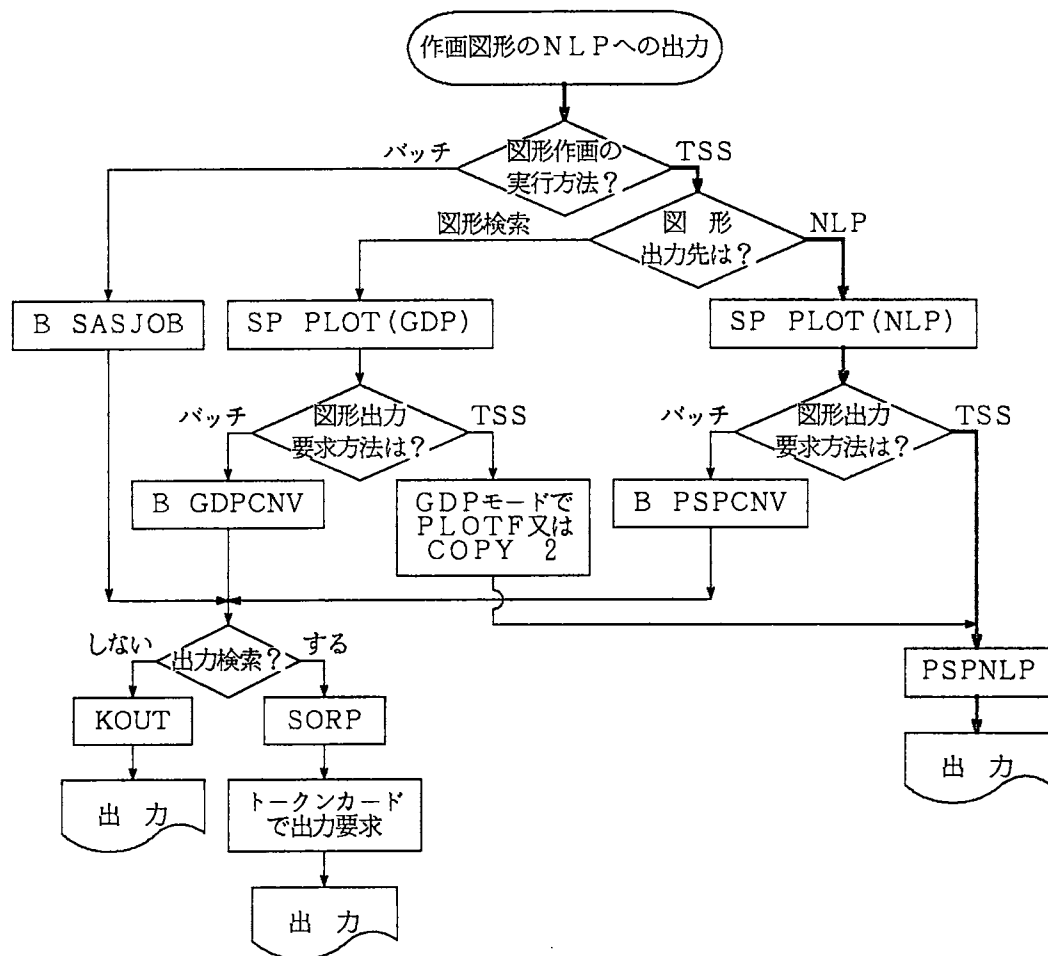 作画図形のNLPへの出力
バッチ
図形作画の
実行方法?
TSS
図形検索
図 形
出力先は?
NLP
B SASJOB
SP PLOT(GDP)
SP PLOT(NLP)
バッチ
図形出力
要求方法は?
TSS
バッチ
図形出力
要求方法は?
TSS
B GDPCNV
GDPモードで
PLOTF又は
COPY 2
B PSPCNV
しない
出力検索?
する
KOUT
SORP
PSPNLP
出 力
トークンカード
で出力要求
出 力
出 力